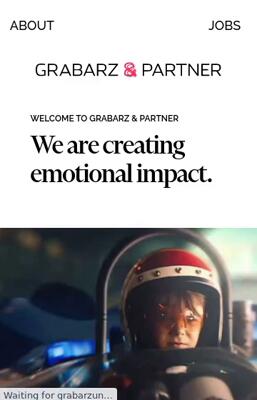 ABOUT JOBS
GRABARZ & PARTNER
WELCOME TO GRABARZ & PARTNER
We are creating
emotional impact.
Waiting for grabarzun...